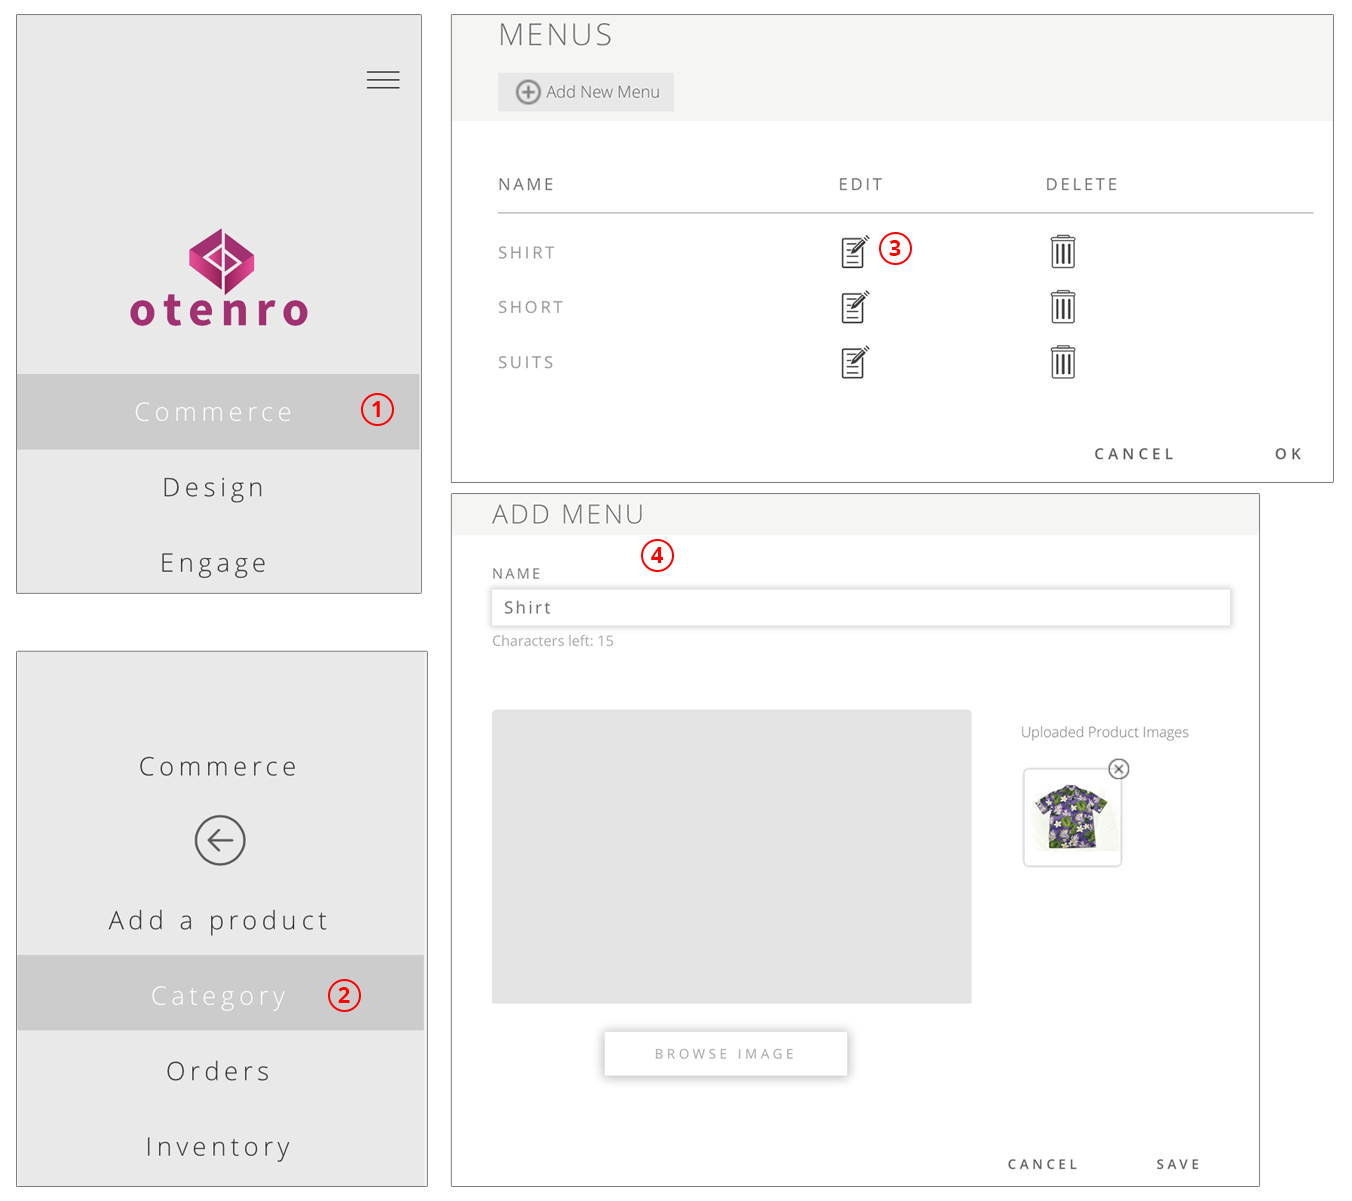 otenro
Commerce 1
Design
Engage
Commerce
Add a product
Category 2
Orders
Inventory
MENUS
Add New Menu
NAME EDIT DELETE
SHIRT 3
SHORT
SUITS
CANCEL OK
ADD MENU
4
NAME
Shirt
Characters left: 15
Uploaded Product Images
BROWSE IMAGE
CANCEL SAVE